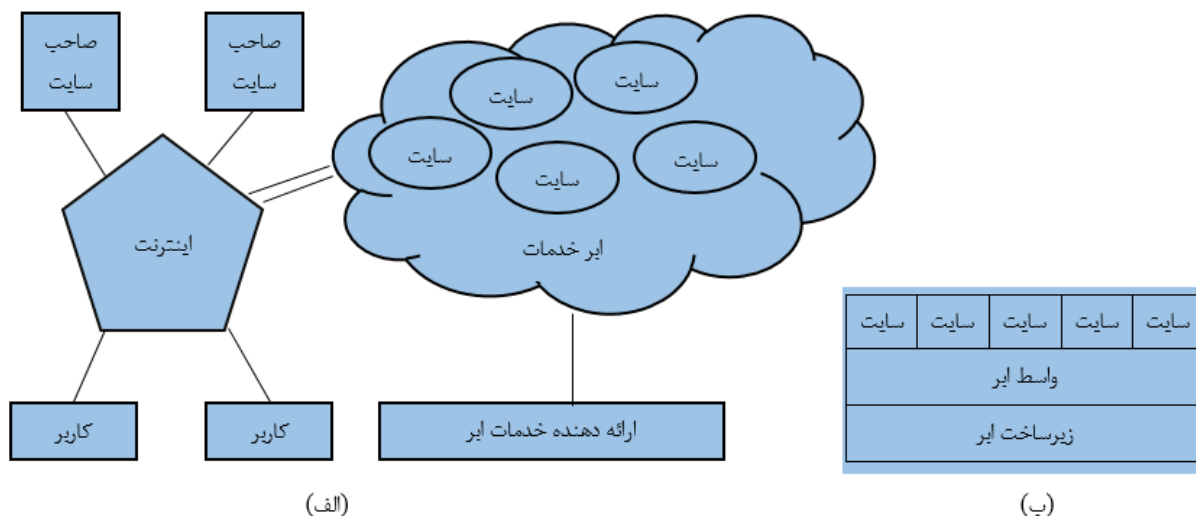 صاحب
سایت
صاحب
سایت
سایت
سایت
سایت
سایت
سایت
اینترنت
ابر خدمات
کاربر
کاربر
ارائه دهنده خدمات ابر
(الف)
سایت
سایت
سایت
سایت
سایت
واسط ابر
زیرساخت ابر
(ب)